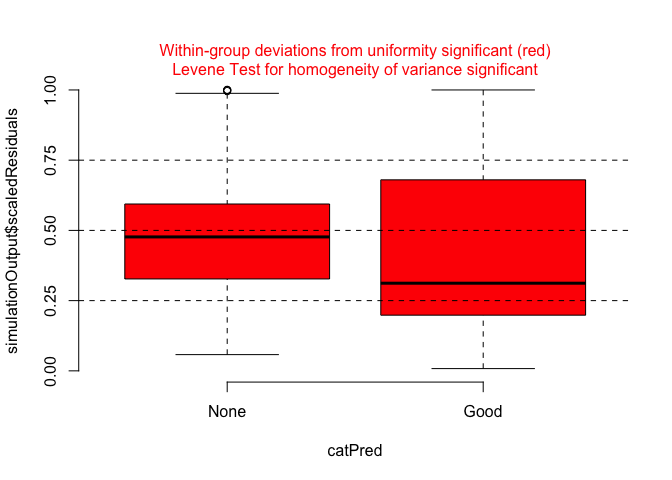 Within-group deviations from uniformity significant (red)
Levene Test for homogeneity of variance significant
simulationOutput$scaledResiduals
1.00
0.75
0.50
0.25
0.00
None Good
catPred